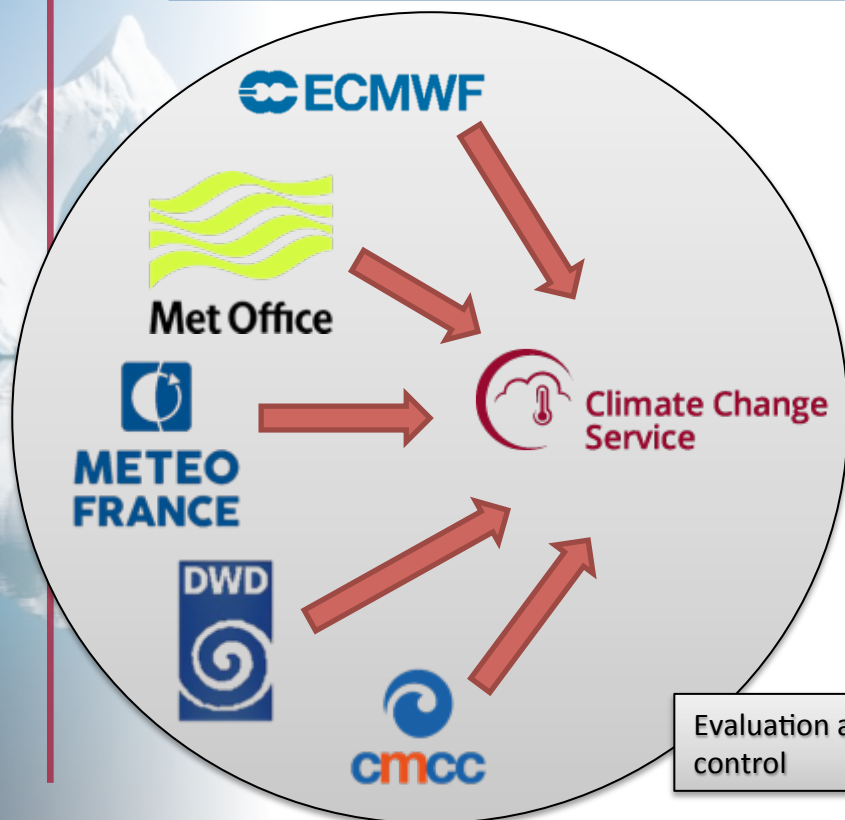 ECMWF
Met Office
METEO
FRANCE
Climate Change
Service
DWD
cmcc
Evaluation a
control